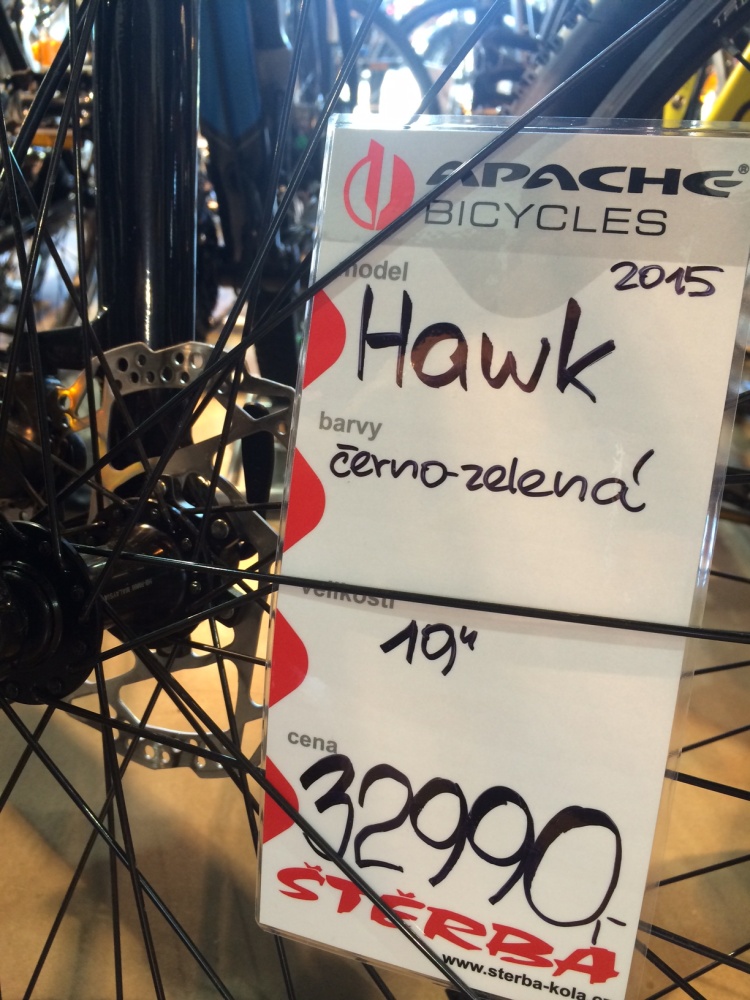 APACHE®
BICYCLES
model
2015
Hawk
barvy
černo-zelená
velikosti
19"
cena
32990,-
ŠTĚRBA
www.sterba-kola.cz